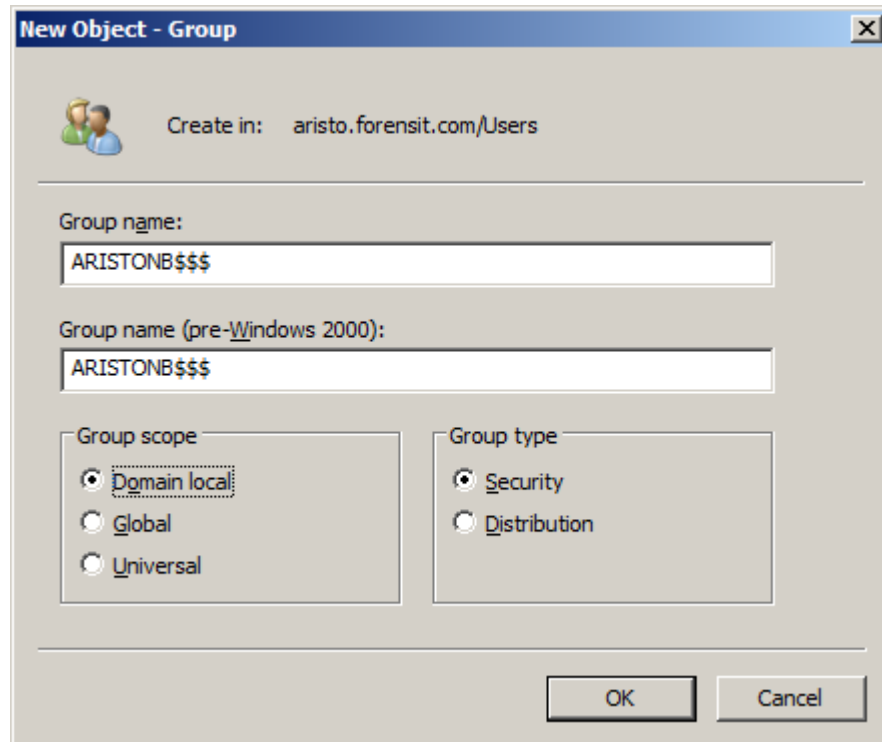 New Object - Group
Create in: aristo.forensit.com/Users
Group name:
ARISTONB$$$
Group name (pre-Windows 2000):
ARISTONB$$$
Group scope
Group type
Domain local
Security
Global
Distribution
Universal
OK
Cancel